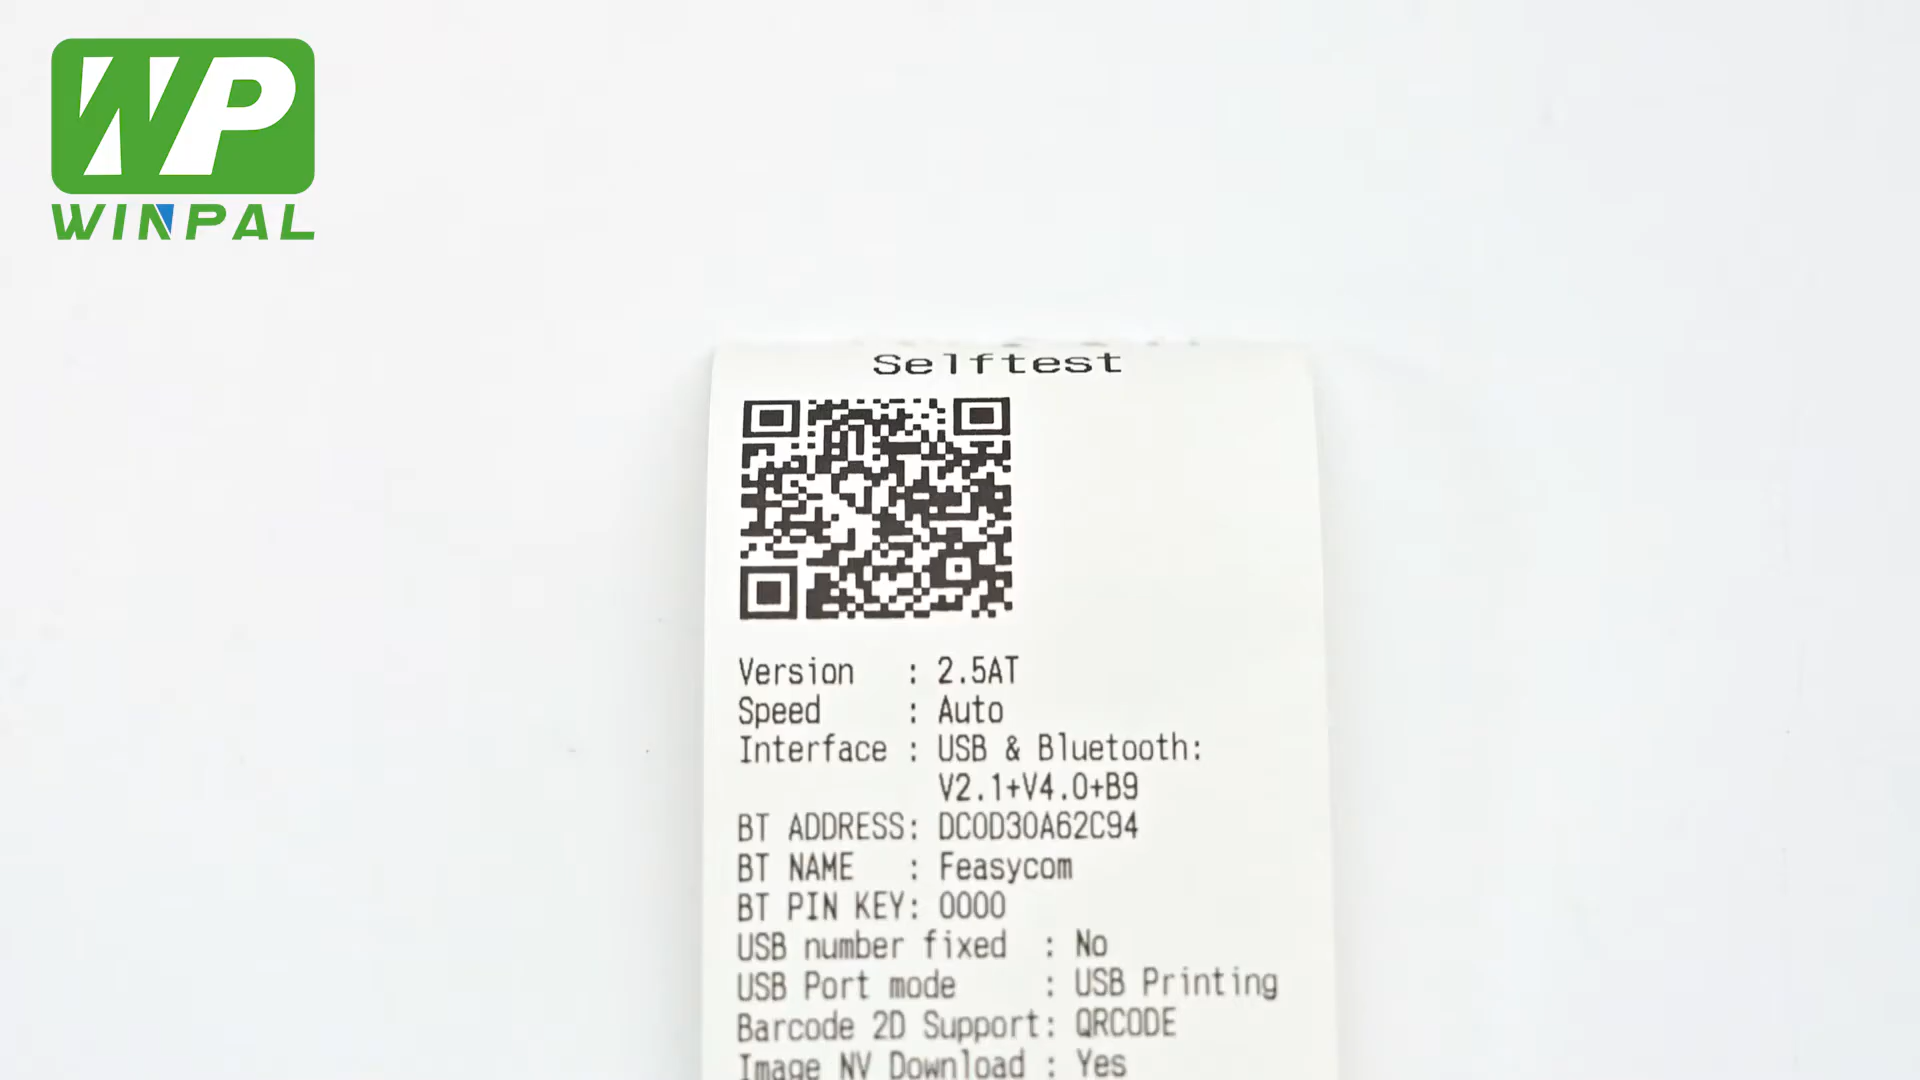 WP
WINPAL
Selftest
Version : 2.5AT
Speed : Auto
Interface : USB & Bluetooth:
V2.1+V4.0+B9
BT ADDRESS: DC0D30A62C94
BT NAME : Feasycom
BT PIN KEY: 0000
USB number fixed : No
USB Port mode : USB Printing
Barcode 2D Support: QRCODE
Image NV Download : Yes